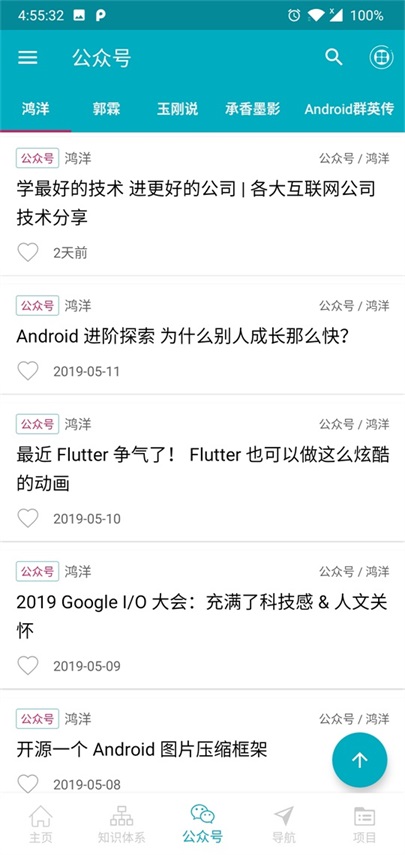 4:55:32 100%
公众号
鸿洋 郭霖 玉刚说 承香墨影 Android群英传
公众号 鸿洋 公众号 / 鸿洋
学最好的技术 进更好的公司 | 各大互联网公司
技术分享
2天前
公众号 鸿洋 公众号 / 鸿洋
Android 进阶探索 为什么别人成长那么快?
2019-05-11
公众号 鸿洋 公众号 / 鸿洋
最近 Flutter 争气了! Flutter 也可以做这么炫酷
的动画
2019-05-10
公众号 鸿洋 公众号 / 鸿洋
2019 Google I/O 大会：充满了科技感 & 人文关
怀
2019-05-09
公众号 鸿洋 公众号 / 鸿洋
开源一个 Android 图片压缩框架
2019-05-08
主页 知识体系 公众号 导航 项目